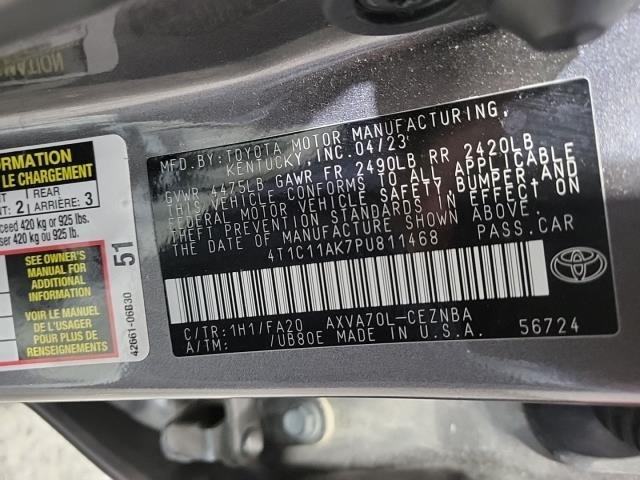 MFD.BY: TOYOTA MOTOR MANUFACTURING,
KENTUCKY, INC. 04/23
GVWR 4475LB GAWR FR 2490LB RR 2420LB
THIS VEHICLE CONFORMS TO ALL APPLICABLE
FEDERAL MOTOR VEHICLE SAFETY, BUMPER, AND
THEFT PREVENTION STANDARDS IN EFFECT ON
THE DATE OF MANUFACTURE SHOWN ABOVE.
4T1C11AK7PU811468 PASS.CAR
C/TR:1H1/FA20 AXVA70L-CEZNBA
A/TM: /UB80E MADE IN U.S.A. 56724
TOYOTA
FORMATION
LE CHARGEMENT
REAR
2 ARRIÈRE: 3
exceed 420 kg or 925 lbs.
ser 420 kg ou 925 lb.
SEE OWNER'S
MANUAL FOR
ADDITIONAL
INFORMATION
VOIR LE MANUEL
DE L'USAGER
POUR PLUS DE
RENSEIGNEMENTS
51
42661-06B30